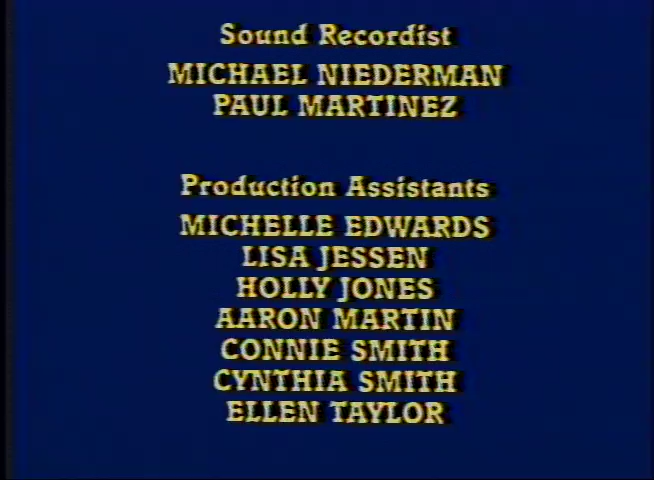 Sound Recordist
MICHAEL NIEDERMAN
PAUL MARTINEZ
Production Assistants
MICHELLE EDWARDS
LISA JESSEN
HOLLY JONES
AARON MARTIN
CONNIE SMITH
CYNTHIA SMITH
ELLEN TAYLOR